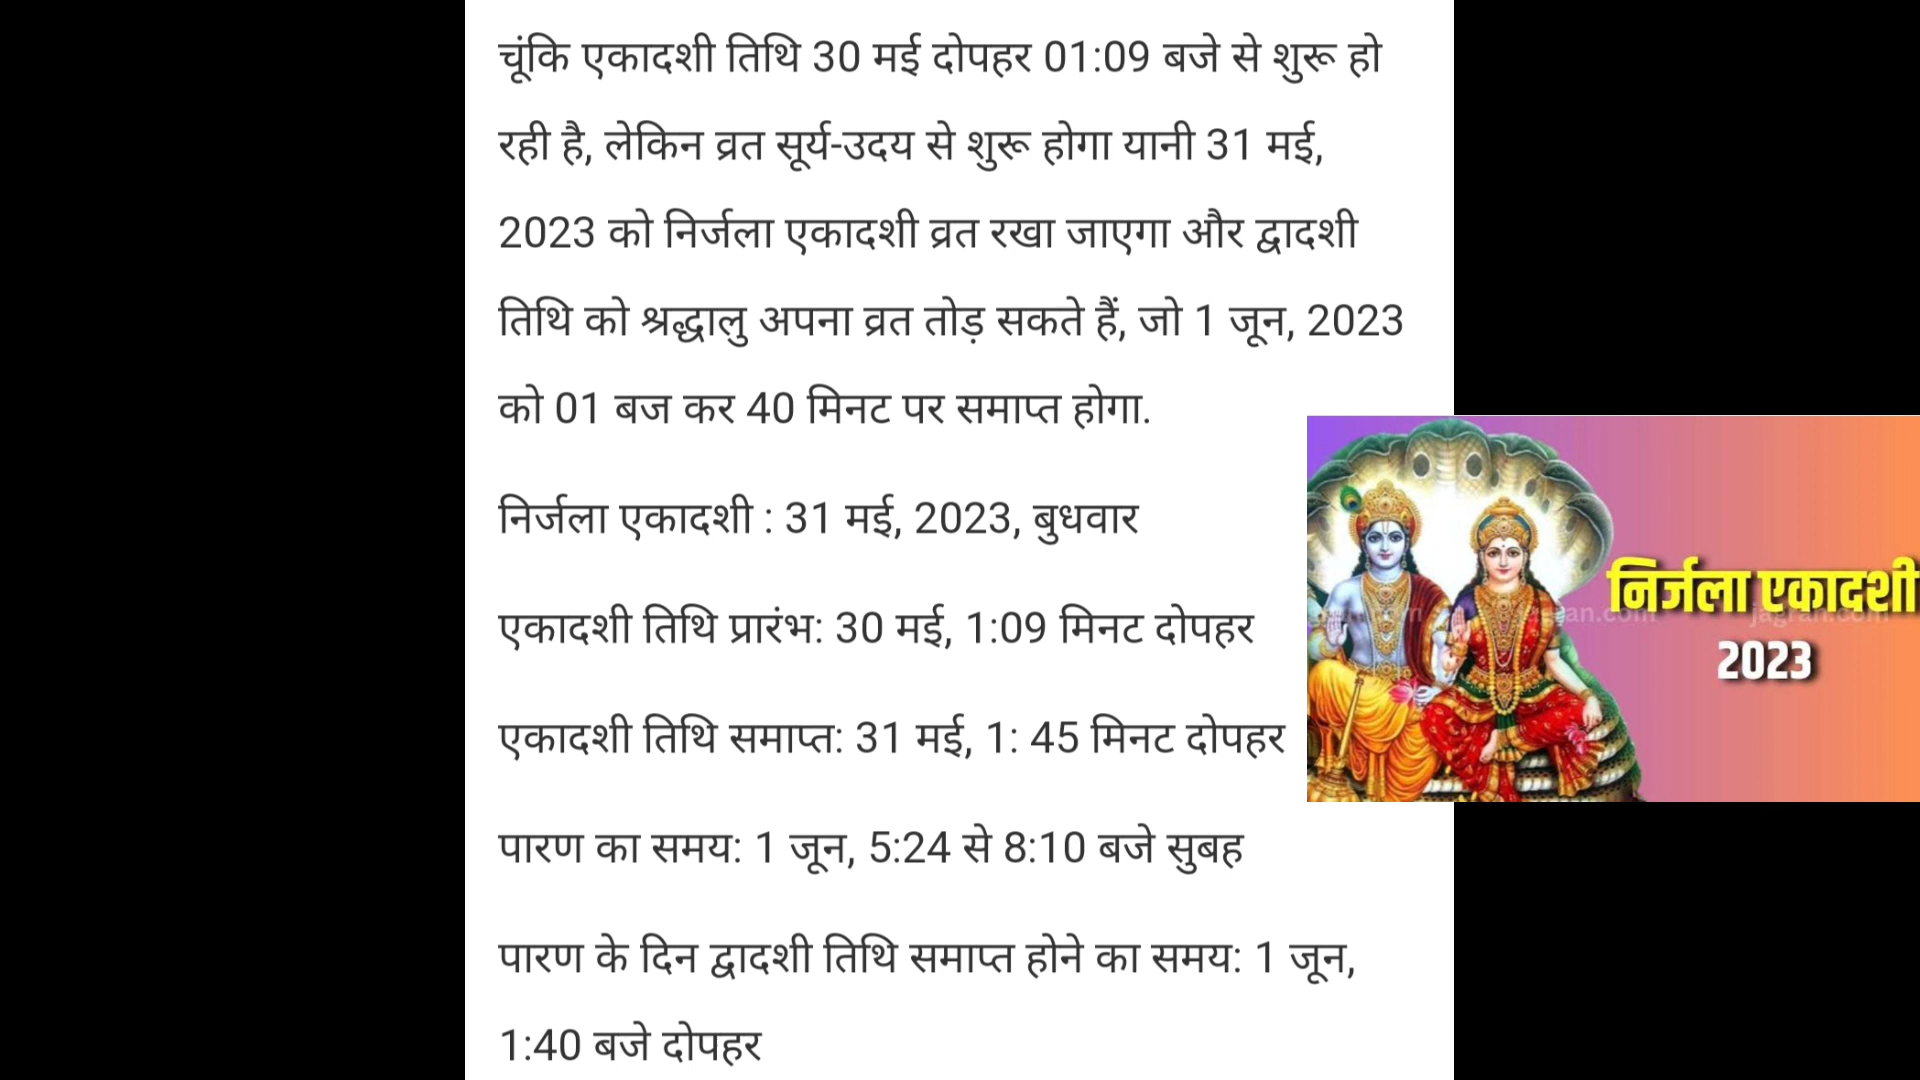 चूंकि एकादशी तिथि 30 मई दोपहर 01:09 बजे से शुरू हो
रही है, लेकिन व्रत सूर्य-उदय से शुरू होगा यानी 31 मई,
2023 को निर्जला एकादशी व्रत रखा जाएगा और द्वादशी
तिथि को श्रद्धालु अपना व्रत तोड़ सकते हैं, जो 1 जून, 2023
को 01 बज कर 40 मिनट पर समाप्त होगा.
निर्जला एकादशी : 31 मई, 2023, बुधवार
एकादशी तिथि प्रारंभ: 30 मई, 1:09 मिनट दोपहर
एकादशी तिथि समाप्त: 31 मई, 1: 45 मिनट दोपहर
पारण का समय: 1 जून, 5:24 से 8:10 बजे सुबह
पारण के दिन द्वादशी तिथि समाप्त होने का समय: 1 जून,
1:40 बजे दोपहर
निर्जला एकादशी
jagran.com
2023